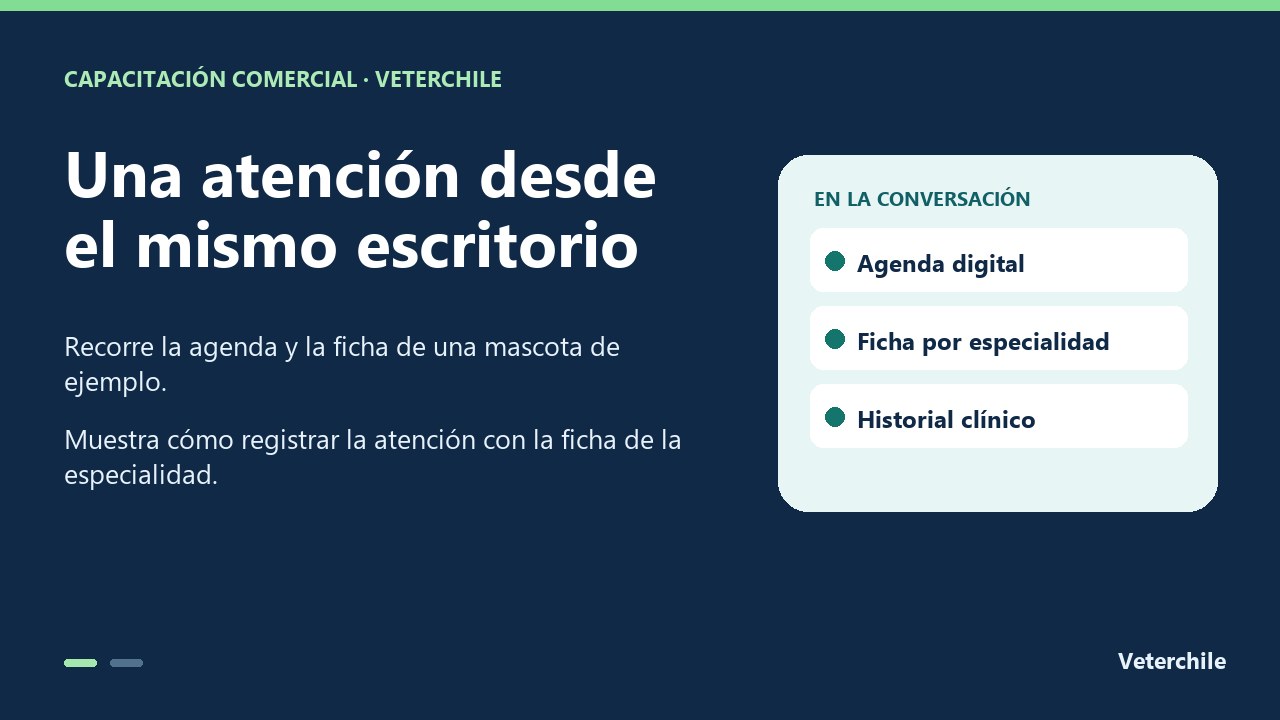 CAPACITACIÓN COMERCIAL · VETERCHILE
Una atención desde
el mismo escritorio
Recorre la agenda y la ficha de una mascota de
ejemplo.
Muestra cómo registrar la atención con la ficha de la
especialidad.
EN LA CONVERSACIÓN
Agenda digital
Ficha por especialidad
Historial clínico
Veterchile